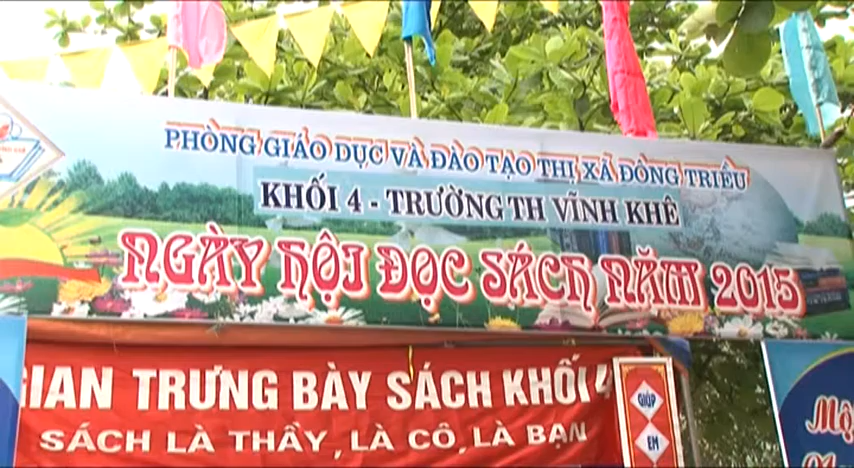 PHÒNG GIÁO DỤC VÀ ĐÀO TẠO THỊ XÃ ĐÔNG TRIỀU
KHỐI 4 - TRƯỜNG TH VĨNH KHÊ
NGÀY HỘI ĐỌC SÁCH NĂM 2015
GIAN TRƯNG BÀY SÁCH KHỐI 4
SÁCH LÀ THẦY, LÀ CÔ, LÀ BẠN
GIÚP
EM